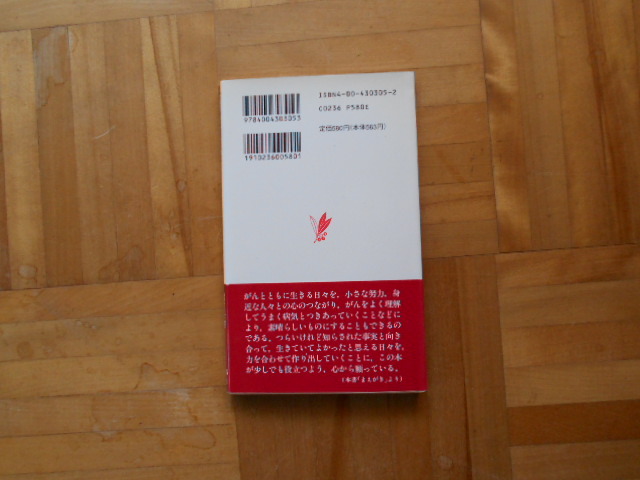 ISBN4-00-430305-2
C0236 P580E
定価580円(本体563円)
9784004303053
1910236005801
がんとともに生きる日々を,小さな努力,身
近な人々との心のつながり,がんをよく理解
してうまく病気とつきあっていくことなどに
より,素晴らしいものにすることもできるの
である。つらいけれど知らされた事実と向き
合って,生きていてよかったと思える日々を,
力を合わせて作り出していくことに,この本
が少しでも役立つよう,心から願っている。
(本書「まえがき」より)